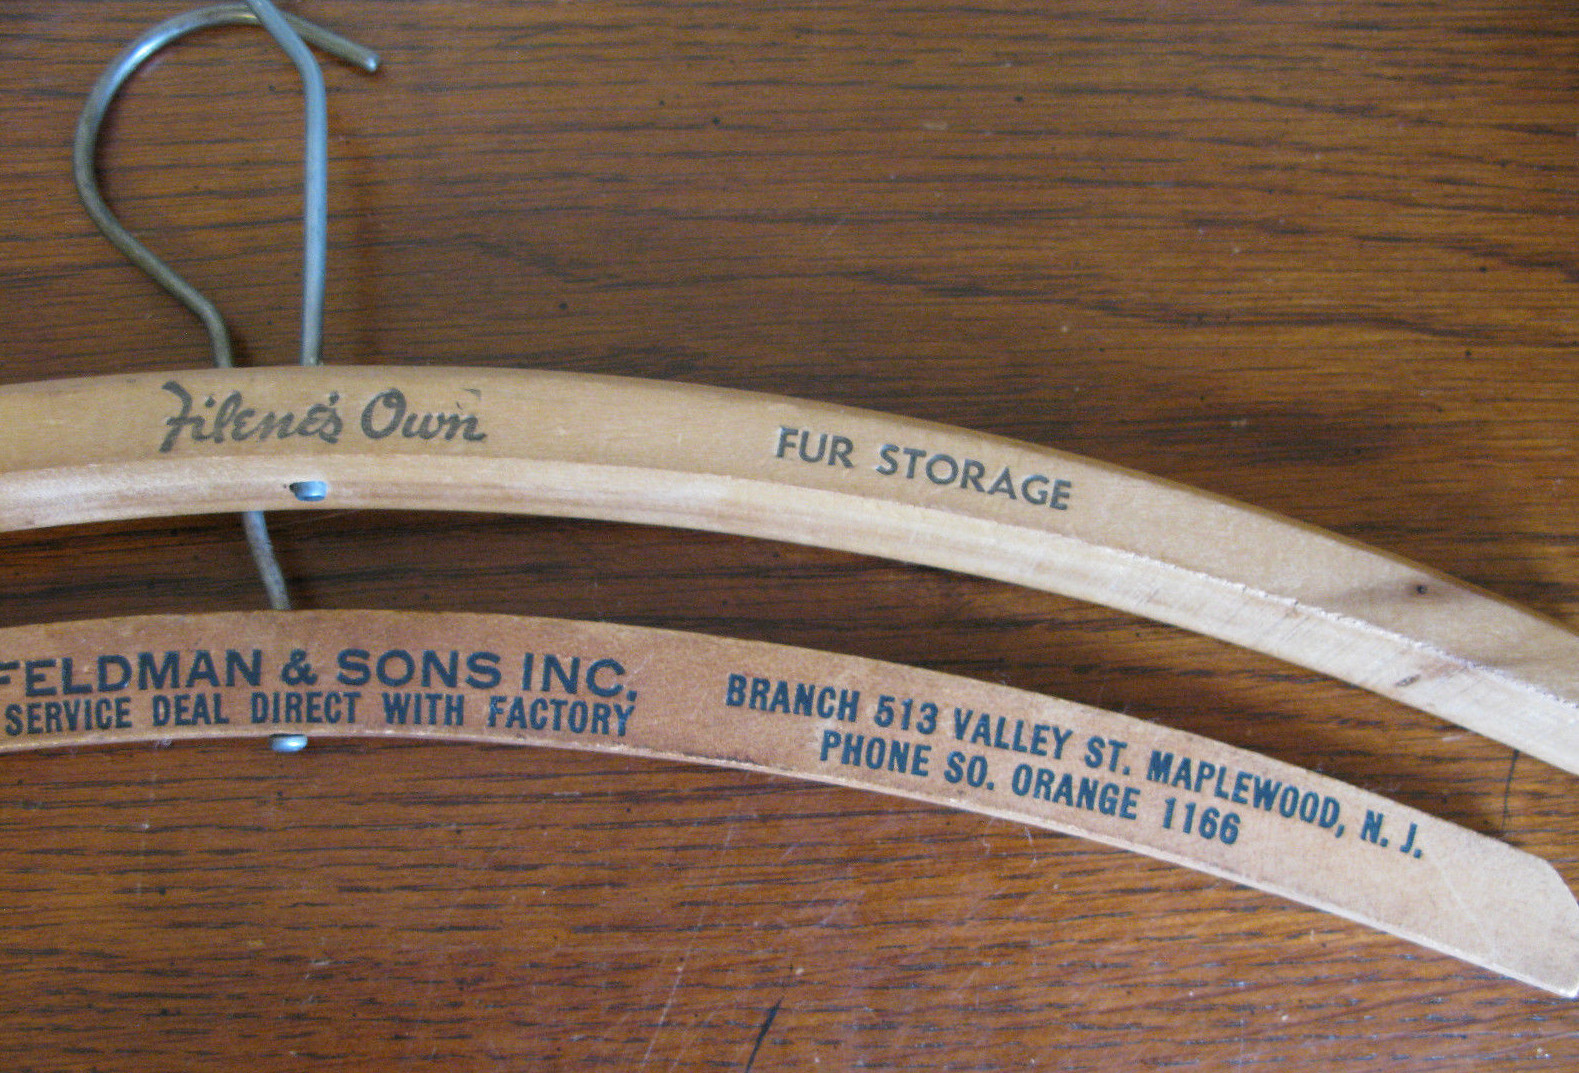 Filene's Own FUR STORAGE
FELDMAN & SONS INC.
SERVICE DEAL DIRECT WITH FACTORY
BRANCH 513 VALLEY ST. MAPLEWOOD, N. J.
PHONE SO. ORANGE 1166